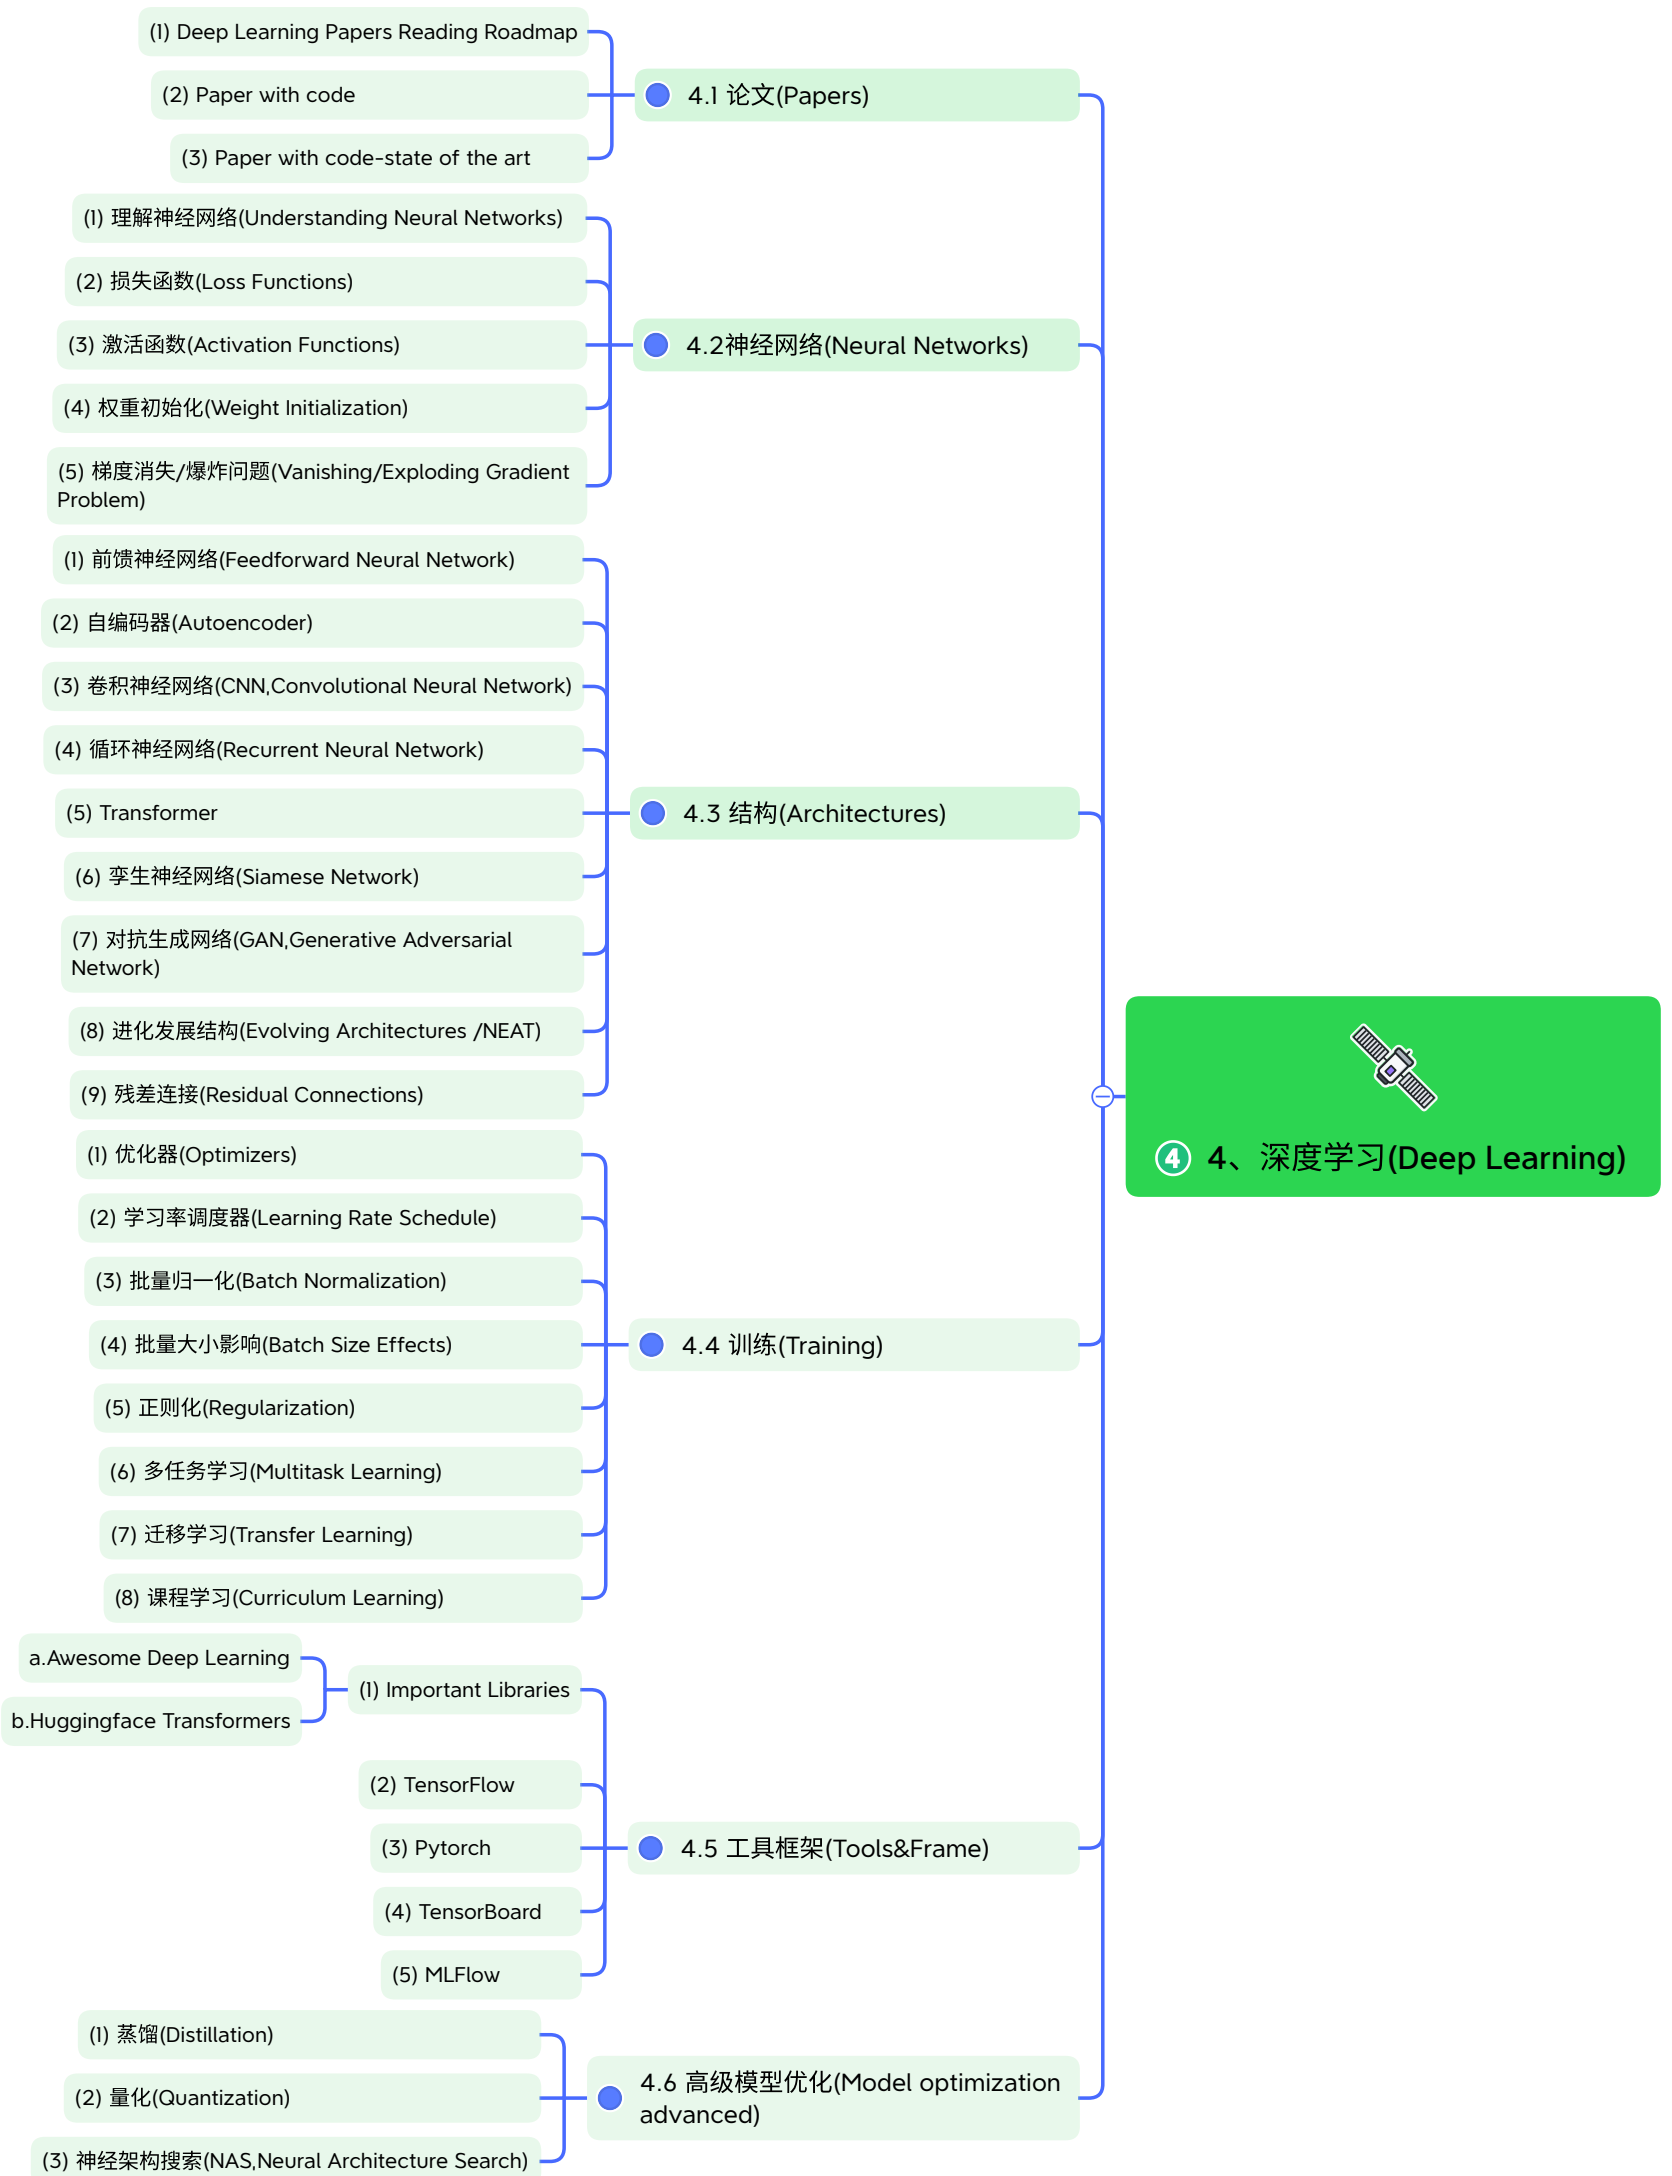 (1) Deep Learning Papers Reading Roadmap
(2) Paper with code
(3) Paper with code-state of the art
4.1 论文(Papers)
(1) 理解神经网络(Understanding Neural Networks)
(2) 损失函数(Loss Functions)
(3) 激活函数(Activation Functions)
(4) 权重初始化(Weight Initialization)
(5) 梯度消失/爆炸问题(Vanishing/Exploding Gradient
Problem)
4.2神经网络(Neural Networks)
(1) 前馈神经网络(Feedforward Neural Network)
(2) 自编码器(Autoencoder)
(3) 卷积神经网络(CNN,Convolutional Neural Network)
(4) 循环神经网络(Recurrent Neural Network)
(5) Transformer
(6) 孪生神经网络(Siamese Network)
(7) 对抗生成网络(GAN,Generative Adversarial
Network)
(8) 进化发展结构(Evolving Architectures /NEAT)
(9) 残差连接(Residual Connections)
4.3 结构(Architectures)
④ 4、深度学习(Deep Learning)
(1) 优化器(Optimizers)
(2) 学习率调度器(Learning Rate Schedule)
(3) 批量归一化(Batch Normalization)
(4) 批量大小影响(Batch Size Effects)
(5) 正则化(Regularization)
(6) 多任务学习(Multitask Learning)
(7) 迁移学习(Transfer Learning)
(8) 课程学习(Curriculum Learning)
4.4 训练(Training)
a.Awesome Deep Learning
b.Huggingface Transformers
(1) Important Libraries
(2) TensorFlow
(3) Pytorch
(4) TensorBoard
(5) MLFlow
4.5 工具框架(Tools&Frame)
(1) 蒸馏(Distillation)
(2) 量化(Quantization)
(3) 神经架构搜索(NAS,Neural Architecture Search)
4.6 高级模型优化(Model optimization
advanced)